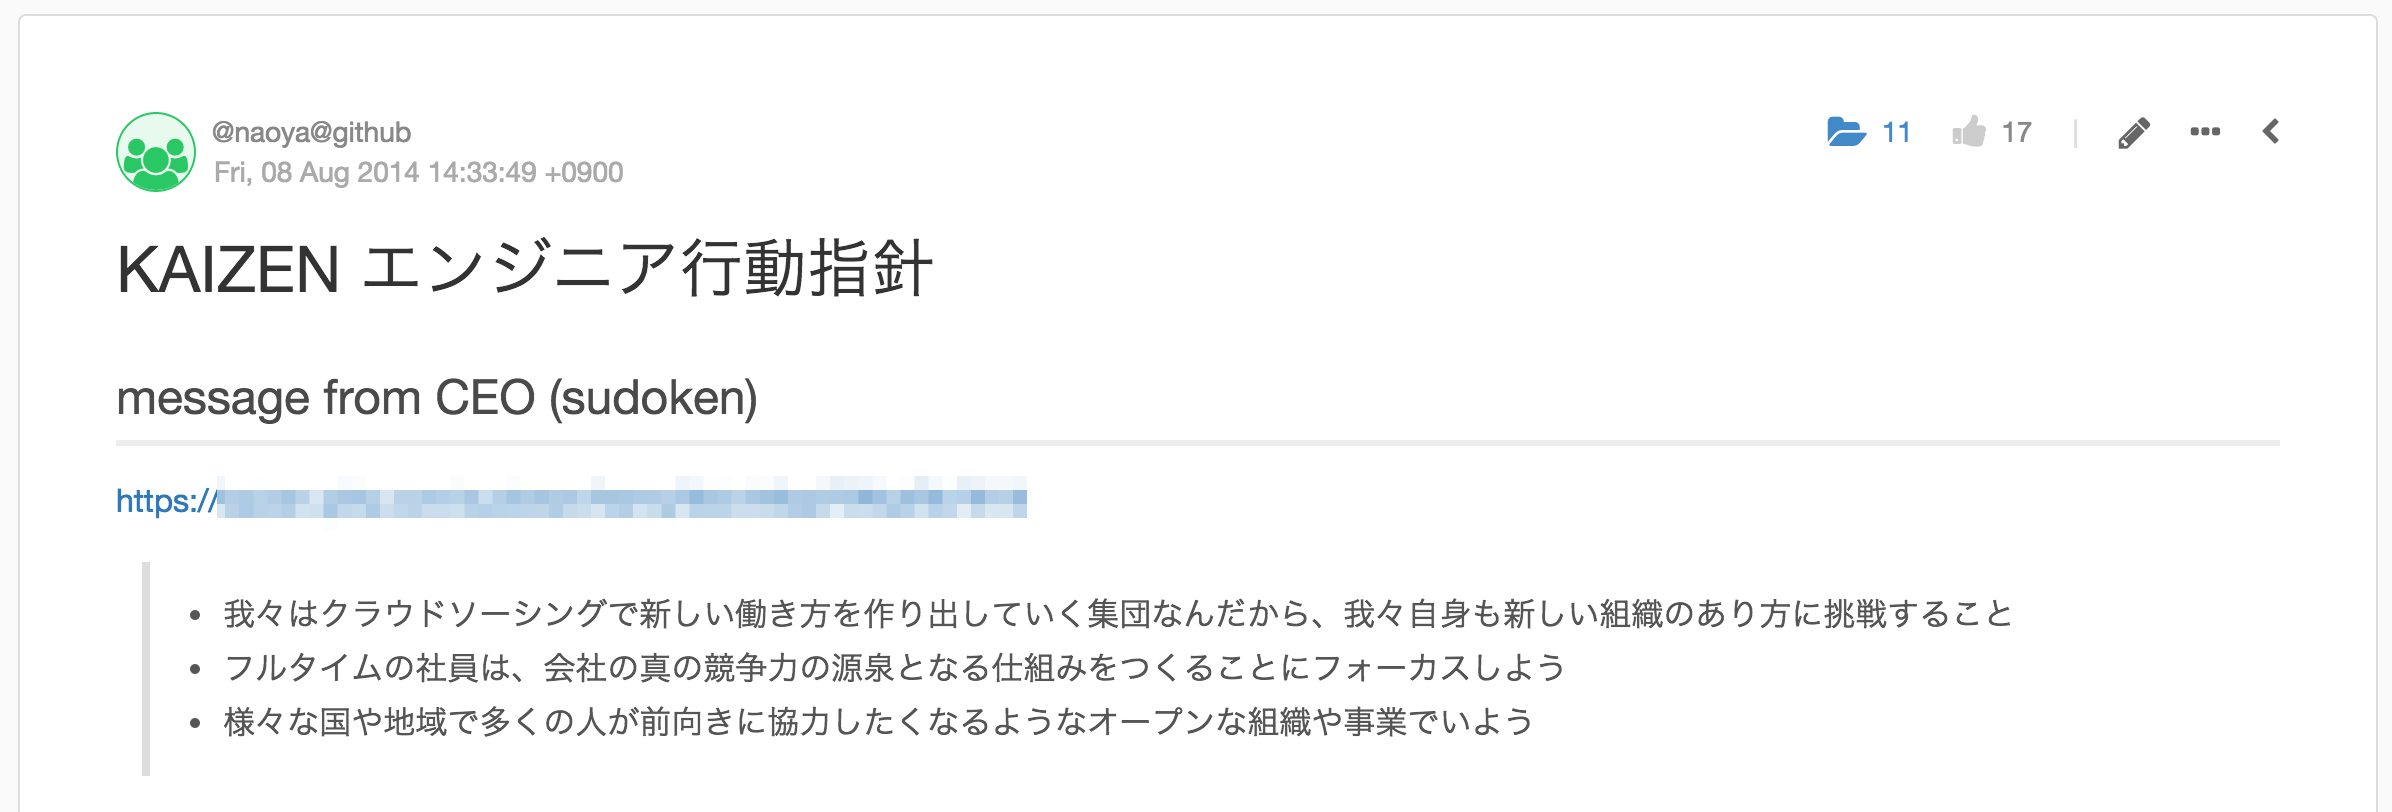 @naoya@github
Fri, 08 Aug 2014 14:33:49 +0900
11 17
KAIZEN エンジニア行動指針
message from CEO (sudoken)
https://
我々はクラウドソーシングで新しい働き方を作り出していく集団なんだから、我々自身も新しい組織のあり方に挑戦すること
フルタイムの社員は、会社の真の競争力の源泉となる仕組みをつくることにフォーカスしよう
様々な国や地域で多くの人が前向きに協力したくなるようなオープンな組織や事業でいよう